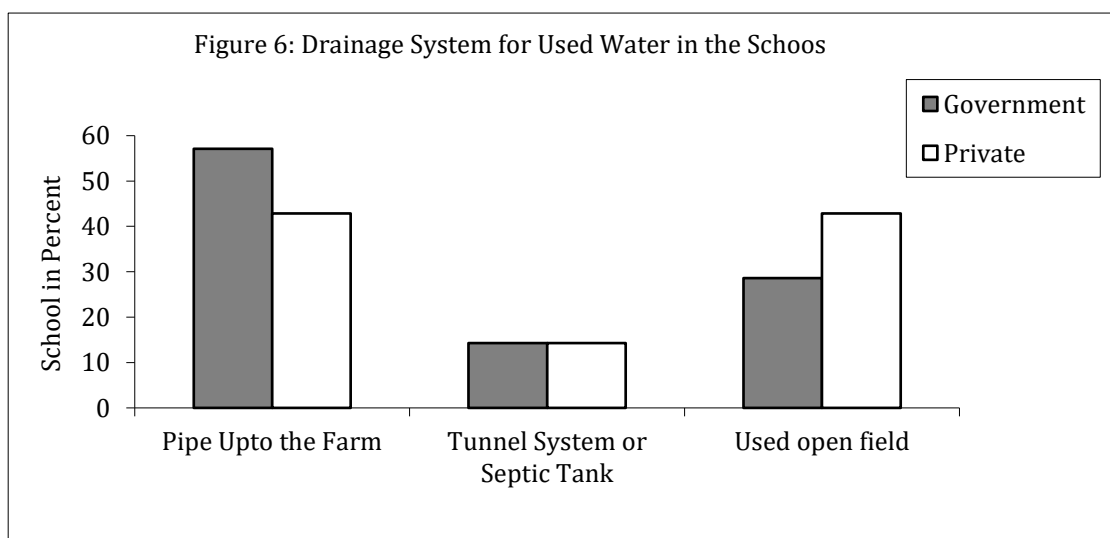 Figure 6: Drainage System for Used Water in the Schoos
Government
Private
School in Percent
60
50
40
30
20
10
0
Pipe Upto the Farm
Tunnel System or
Septic Tank
Used open field